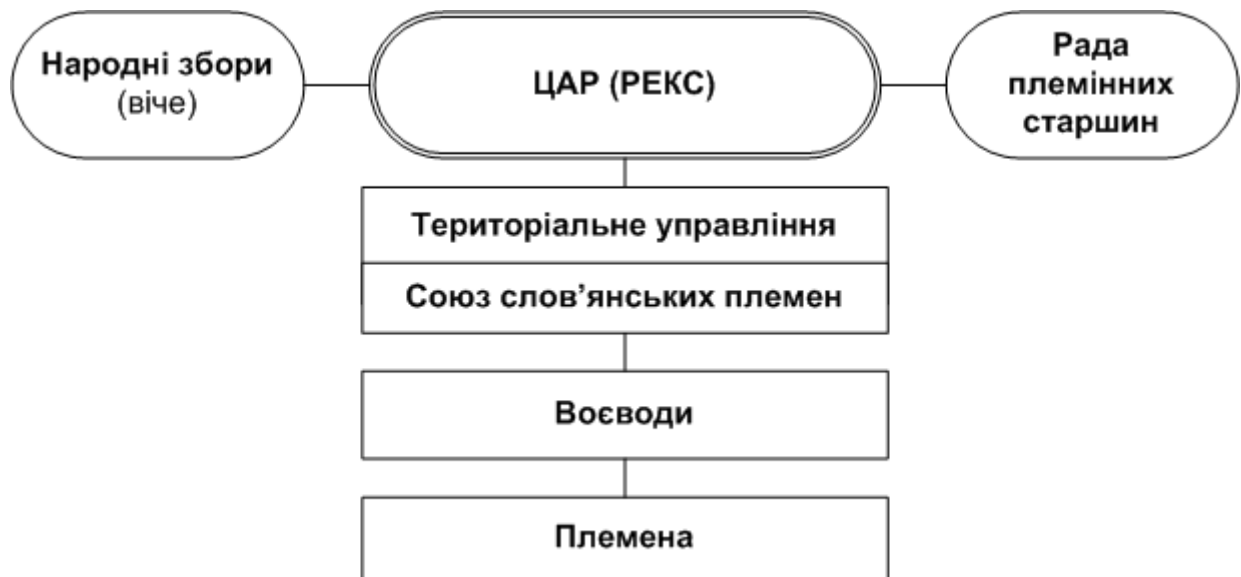 Народні збори
(віче)
ЦАР (РЕКС)
Рада
племінних
старшин
Територіальне управління
Союз слов’янських племен
Воєводи
Племена